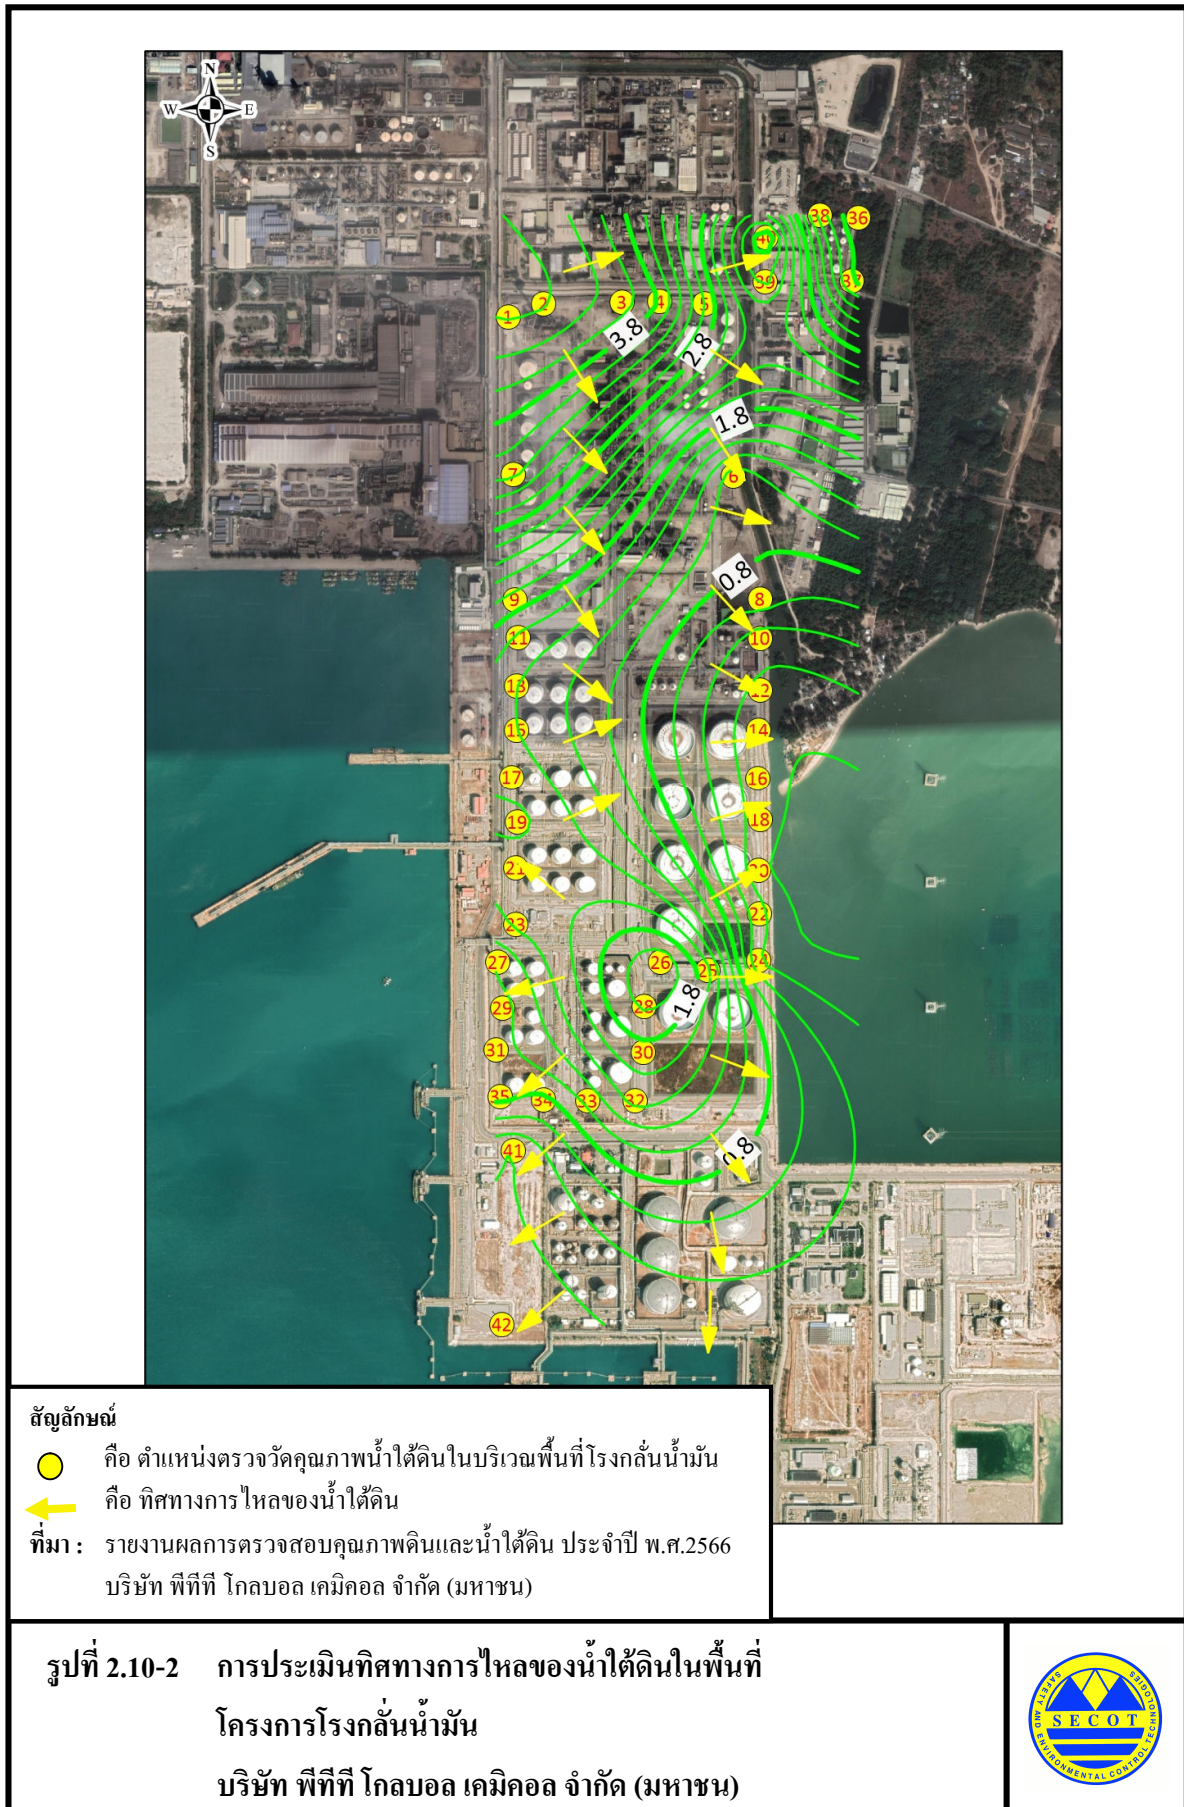 N
W E
S
38 36
40
39 37
1 2 3 4 5
3.8
2.8
1.8
7 6
0.8
9 8
11 10
13 12
15 14
17 16
19 18
21 20
23 22
27 26 25 24
29 28 1.8
31 30
35 34 33 32
41 0.8
42
สัญลักษณ์
คือ ตำแหน่งตรวจวัดคุณภาพน้ำใต้ดินในบริเวณพื้นที่โรงกลั่นน้ำมัน
คือ ทิศทางการไหลของน้ำใต้ดิน
ที่มา : รายงานผลการตรวจสอบคุณภาพดินและน้ำใต้ดิน ประจำปี พ.ศ.2566
บริษัท พีทีที โกลบอล เคมิคอล จำกัด (มหาชน)
รูปที่ 2.10-2 การประเมินทิศทางการไหลของน้ำใต้ดินในพื้นที่
โครงการโรงกลั่นน้ำมัน
บริษัท พีทีที โกลบอล เคมิคอล จำกัด (มหาชน)
SECOT
SAFETY AND ENVIRONMENTAL CONTROL TECHNOLOGIES